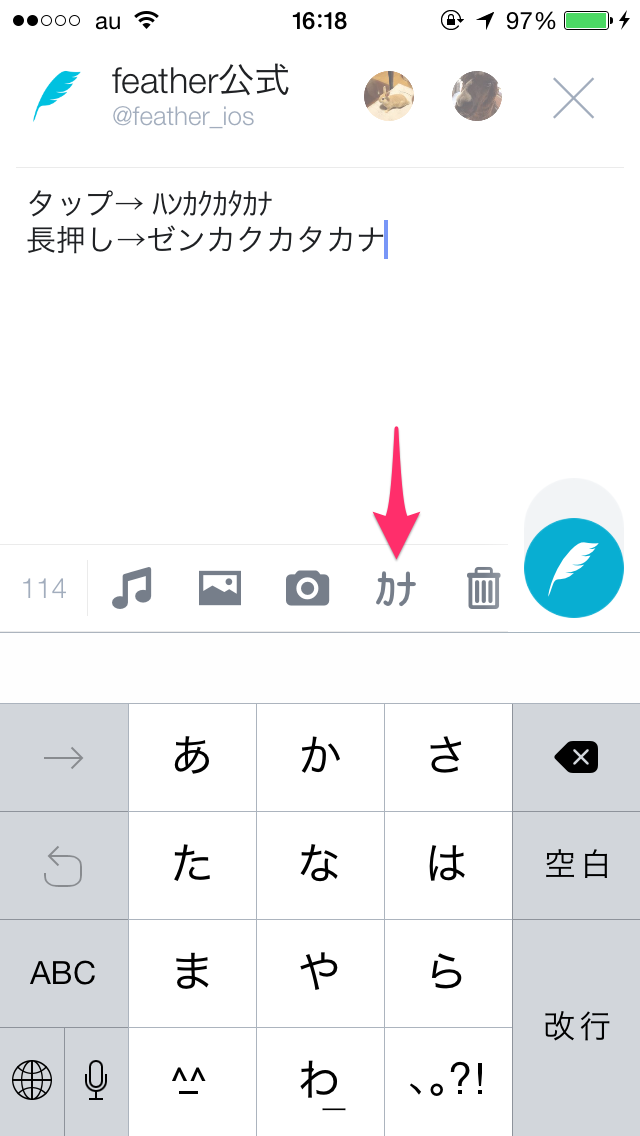 au 16:18 97%
feather公式
@feather_ios
タップ→ ﾊﾝｶｸｶﾀｶﾅ
長押し→ゼンカクカタカナ
114 ｶﾅ
→ あ か さ
た な は 空白
ABC ま や ら
改行
^_^ わ_ 、。?!